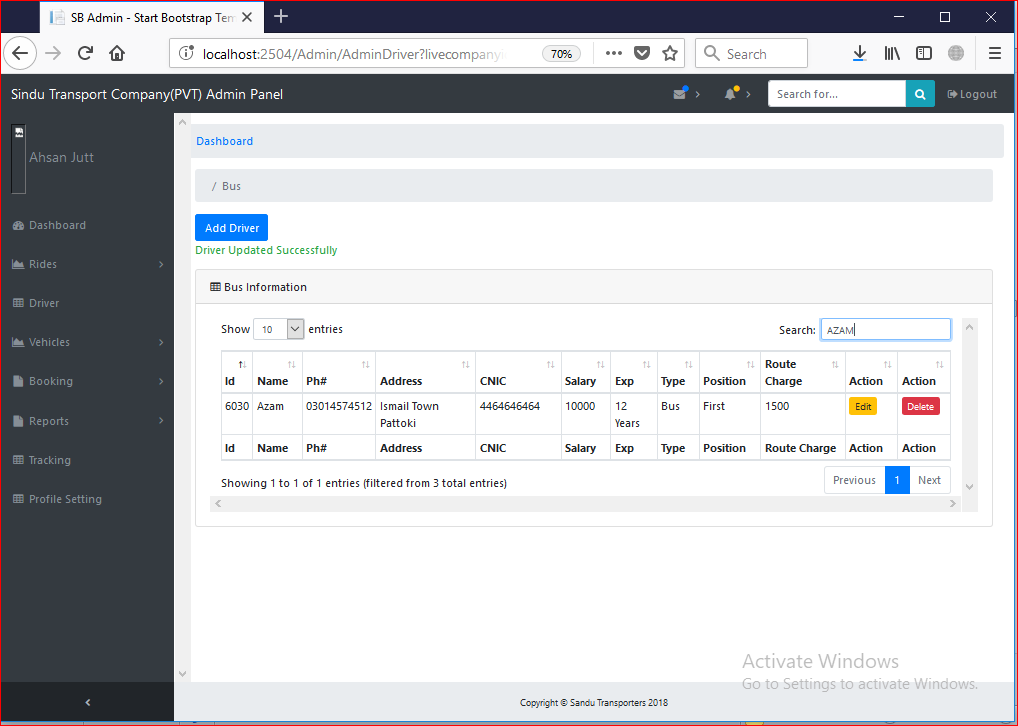 SB Admin - Start Bootstrap Tem
localhost:2504/Admin/AdminDriver?livecompany
70%
Search
Sindu Transport Company(PVT) Admin Panel
Search for...
Logout
Ahsan Jutt
Dashboard
Rides
Driver
Vehicles
Booking
Reports
Tracking
Profile Setting
Dashboard
/ Bus
Add Driver
Driver Updated Successfully
Bus Information
Show 10 entries
Search: AZAM
Id Name Ph# Address CNIC Salary Exp Type Position Route Charge Action Action
6030 Azam 03014574512 Ismail Town 4464646464 10000 12 Bus First 1500 Edit Delete
Pattoki Years
Id Name Ph# Address CNIC Salary Exp Type Position Route Charge Action Action
Showing 1 to 1 of 1 entries (filtered from 3 total entries)
Previous 1 Next
Activate Windows
Go to Settings to activate Windows.
Copyright © Sandu Transporters 2018